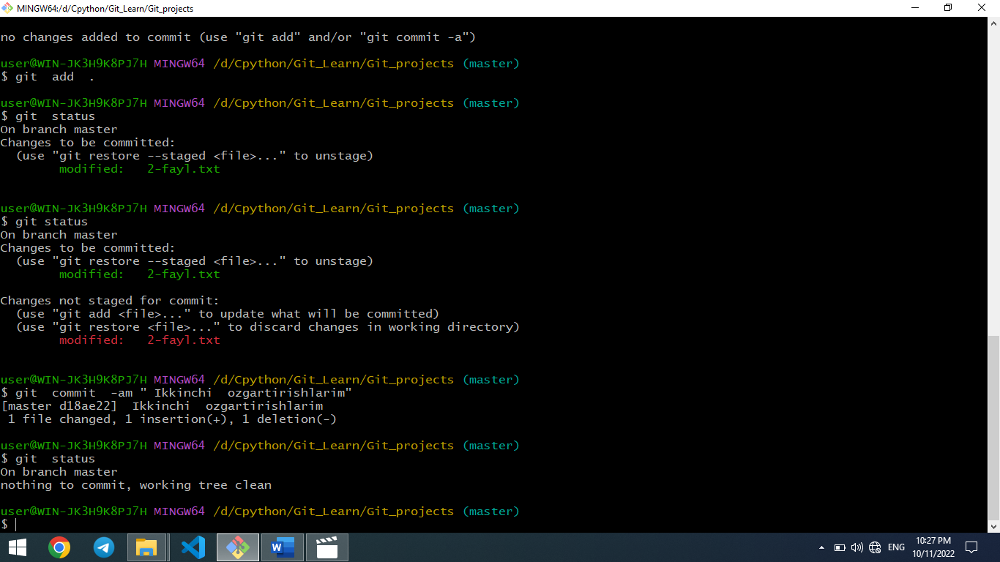 MINGW64:/d/Cpython/Git_Learn/Git_projects
no changes added to commit (use "git add" and/or "git commit -a")
user@WIN-JK3H9K8PJ7H MINGW64 /d/Cpython/Git_Learn/Git_projects (master)
$ git  add  .
user@WIN-JK3H9K8PJ7H MINGW64 /d/Cpython/Git_Learn/Git_projects (master)
$ git  status
On branch master
Changes to be committed:
  (use "git restore --staged <file>..." to unstage)
        modified:   2-fayl.txt
user@WIN-JK3H9K8PJ7H MINGW64 /d/Cpython/Git_Learn/Git_projects (master)
$ git status
On branch master
Changes to be committed:
  (use "git restore --staged <file>..." to unstage)
        modified:   2-fayl.txt
Changes not staged for commit:
  (use "git add <file>..." to update what will be committed)
  (use "git restore <file>..." to discard changes in working directory)
        modified:   2-fayl.txt
user@WIN-JK3H9K8PJ7H MINGW64 /d/Cpython/Git_Learn/Git_projects (master)
$ git  commit  -am " Ikkinchi  ozgartirishlarim"
[master d18ae22]  Ikkinchi  ozgartirishlarim
 1 file changed, 1 insertion(+), 1 deletion(-)
user@WIN-JK3H9K8PJ7H MINGW64 /d/Cpython/Git_Learn/Git_projects (master)
$ git  status
On branch master
nothing to commit, working tree clean
user@WIN-JK3H9K8PJ7H MINGW64 /d/Cpython/Git_Learn/Git_projects (master)
$
W
ENG
10:27 PM
10/11/2022